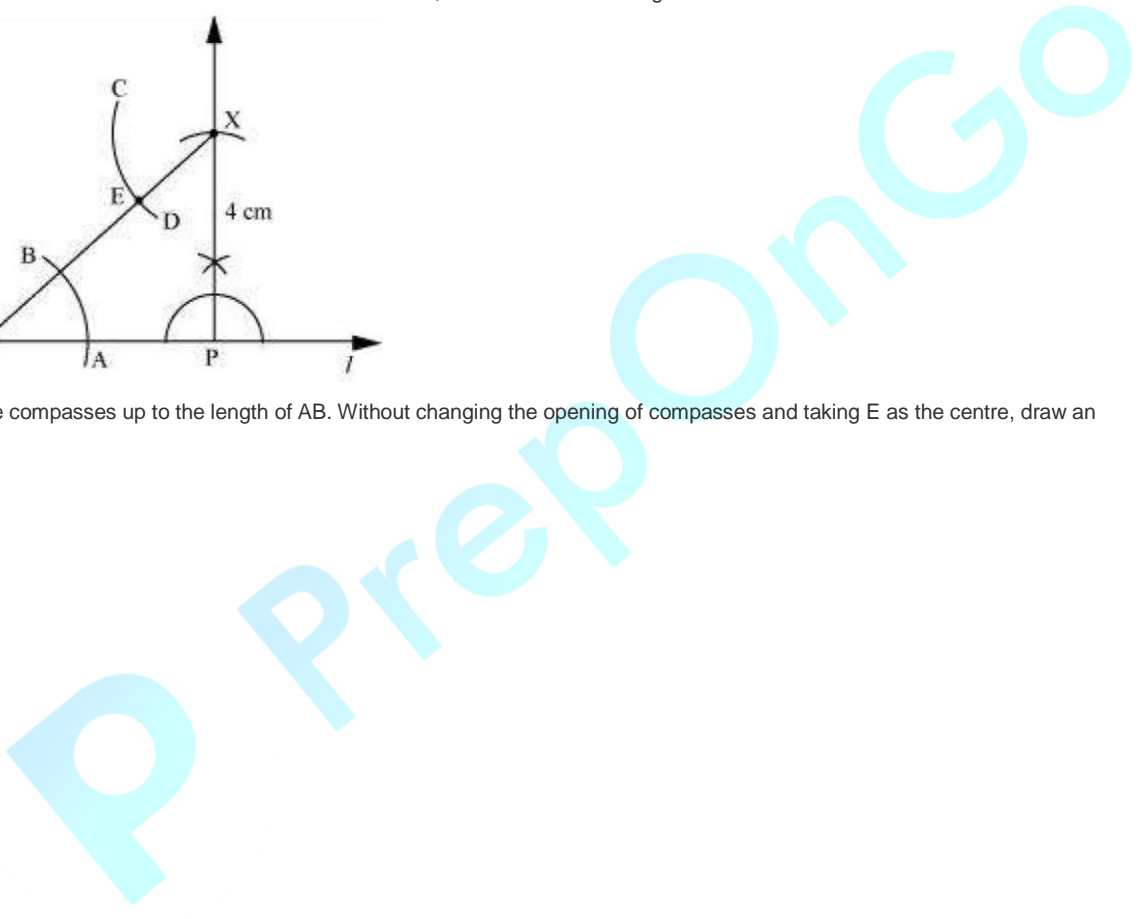 C
X
E
D
4 cm
B
A
P
l
compasses up to the length of AB. Without changing the opening of compasses and taking E as the centre, draw an
PrepOnGo
P